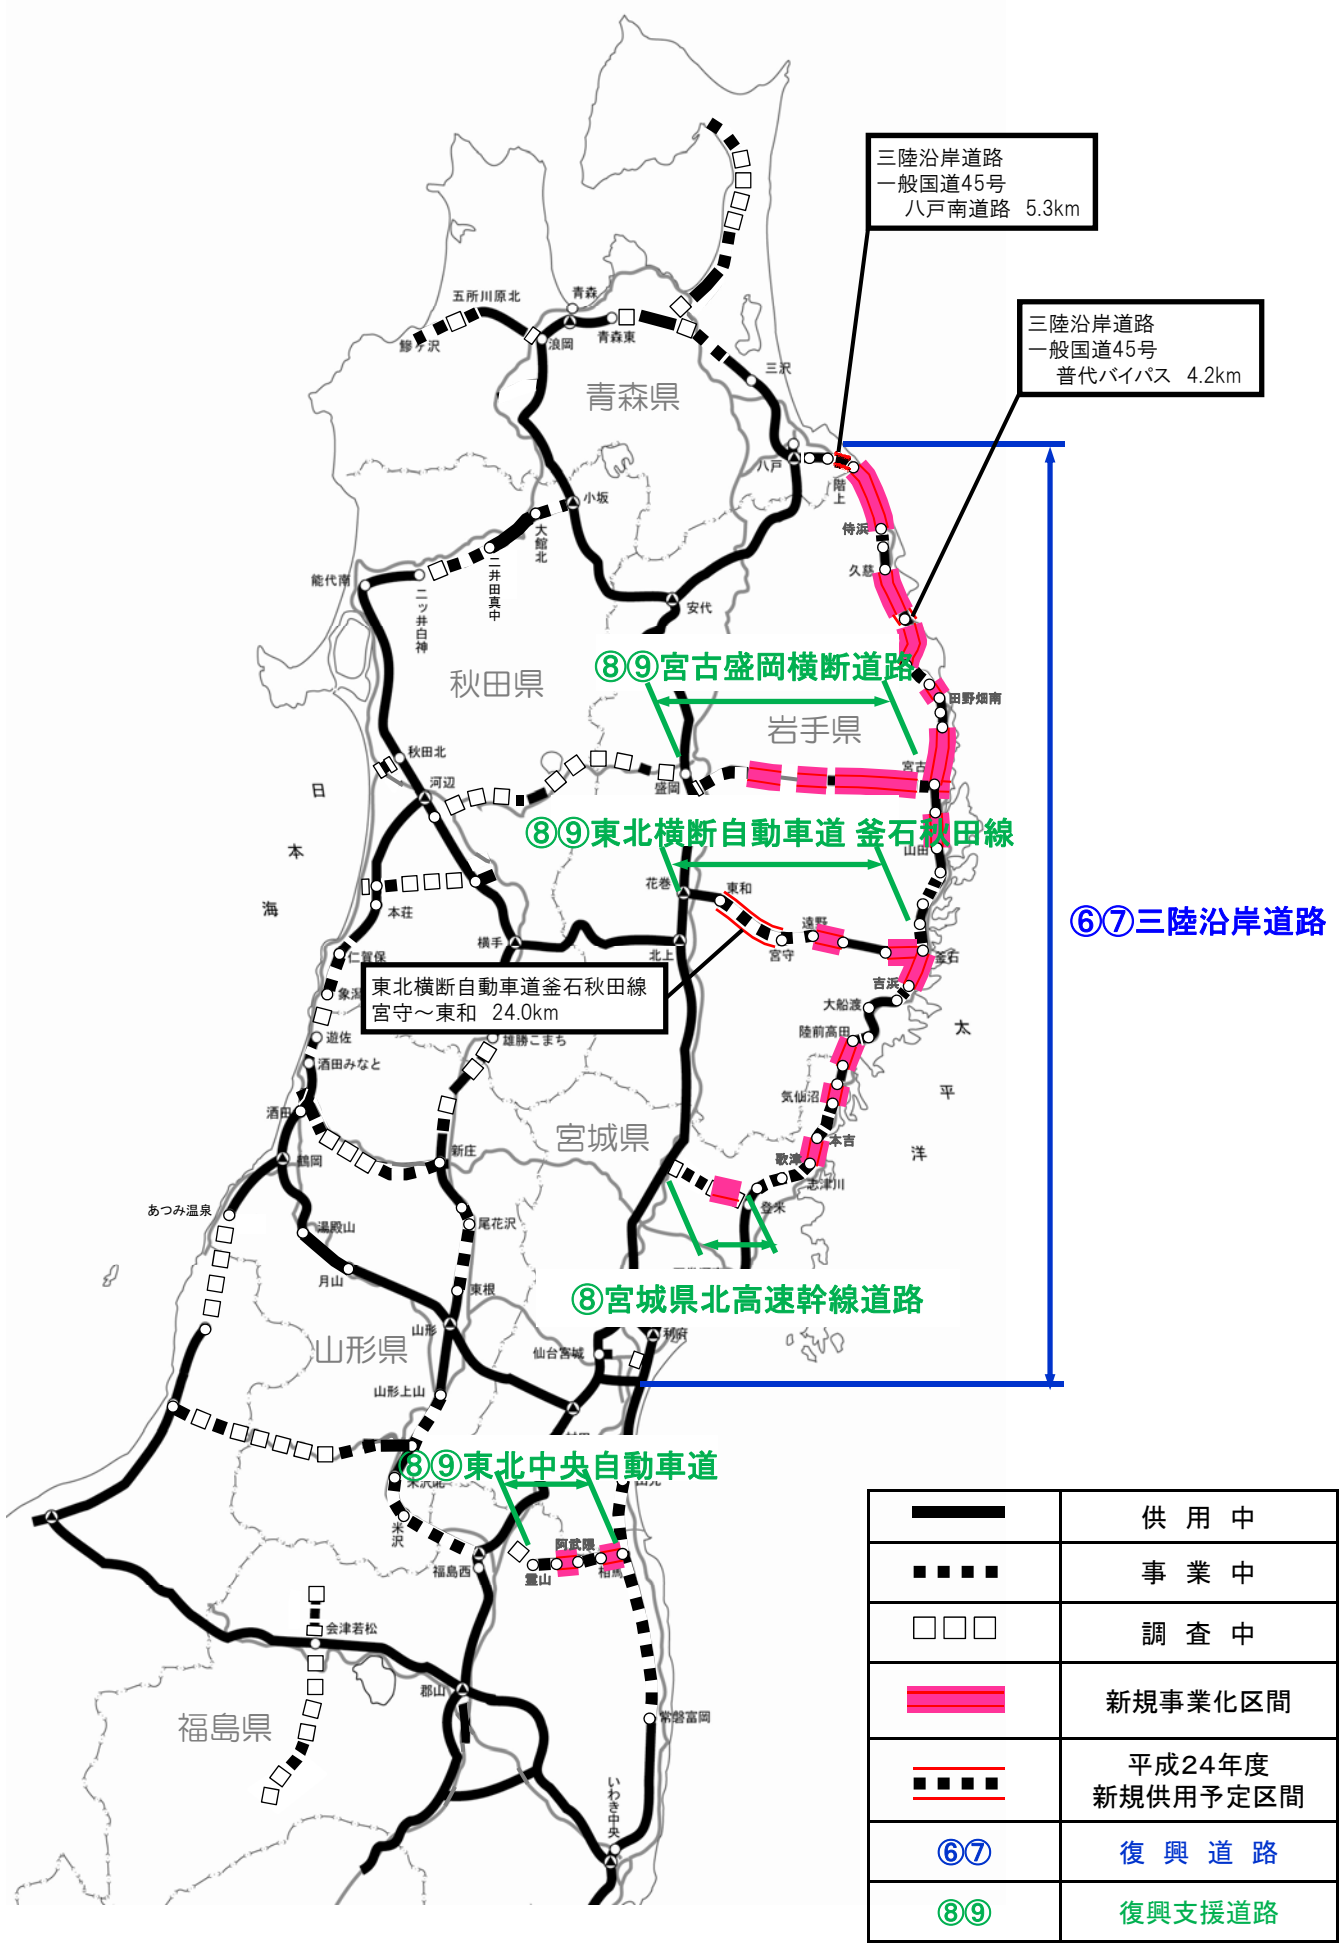 三陸沿岸道路
一般国道45号
八戸南道路 5.3km
三陸沿岸道路
一般国道45号
普代バイパス 4.2km
五所川原北
青森
鰺ヶ沢
浪岡
青森東
三沢
青森県
八戸
階上
小坂
大館北
侍浜
久慈
能代南
二ッ井白神
二井田真中
安代
⑧⑨宮古盛岡横断道路
秋田県
田野畑南
岩手県
秋田北
河辺
盛岡
宮古
日本海
⑧⑨東北横断自動車道 釜石秋田線
山田
花巻
東和
本荘
遠野
⑥⑦三陸沿岸道路
横手
北上
宮守
釜石
仁賀保
東北横断自動車道釜石秋田線
宮守～東和 24.0km
象潟
吉浜
大船渡
太平洋
遊佐
雄勝こまち
陸前高田
酒田みなと
気仙沼
酒田
宮城県
本吉
新庄
鶴岡
歌津
志津川
あつみ温泉
登米
湯殿山
尾花沢
月山
東根
⑧宮城県北高速幹線道路
山形
利府
山形県
仙台宮城
山形上山
⑧⑨東北中央自動車道
米沢北
米沢
阿武隈
福島西
霊山
相馬
会津若松
郡山
常磐富岡
福島県
いわき中央
供用中
事業中
調査中
新規事業化区間
平成24年度
新規供用予定区間
⑥⑦ 復興道路
⑧⑨ 復興支援道路